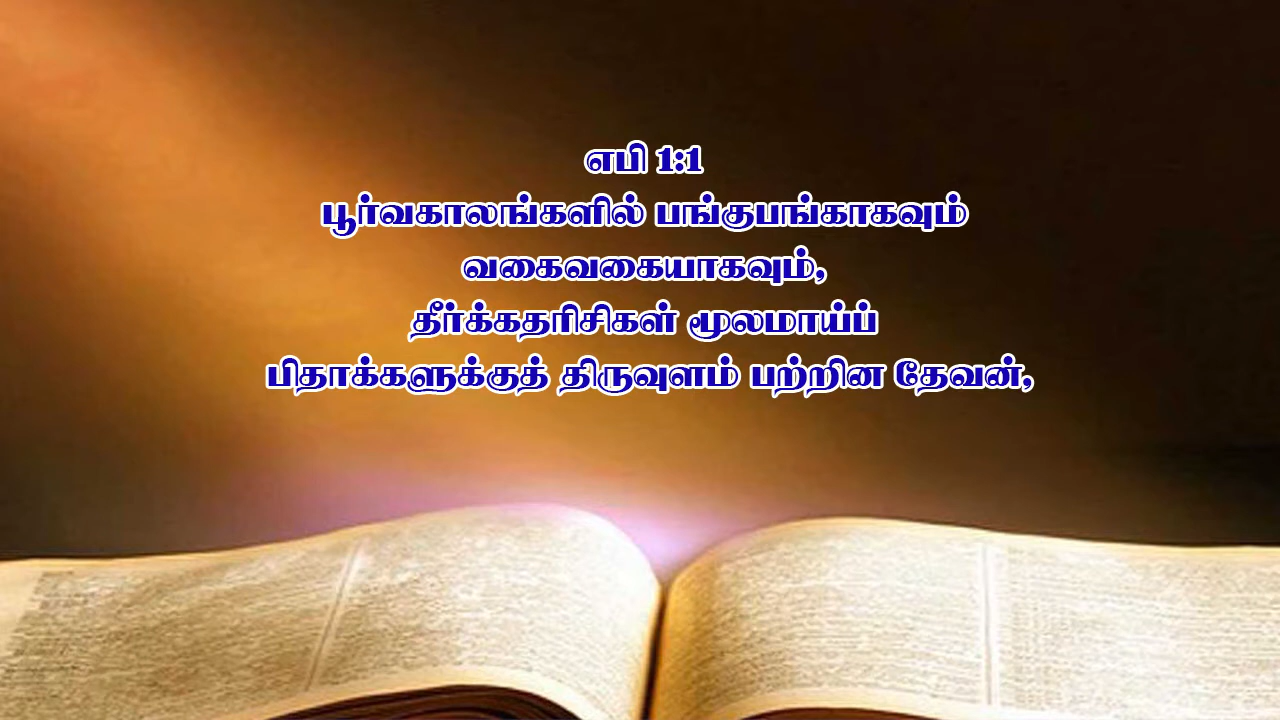 எபி 1:1
பூர்வகாலங்களில் பங்குபங்காகவும்
வகைவகையாகவும்,
தீர்க்கதரிசிகள் மூலமாய்ப்
பிதாக்களுக்குத் திருவுளம் பற்றின தேவன்,